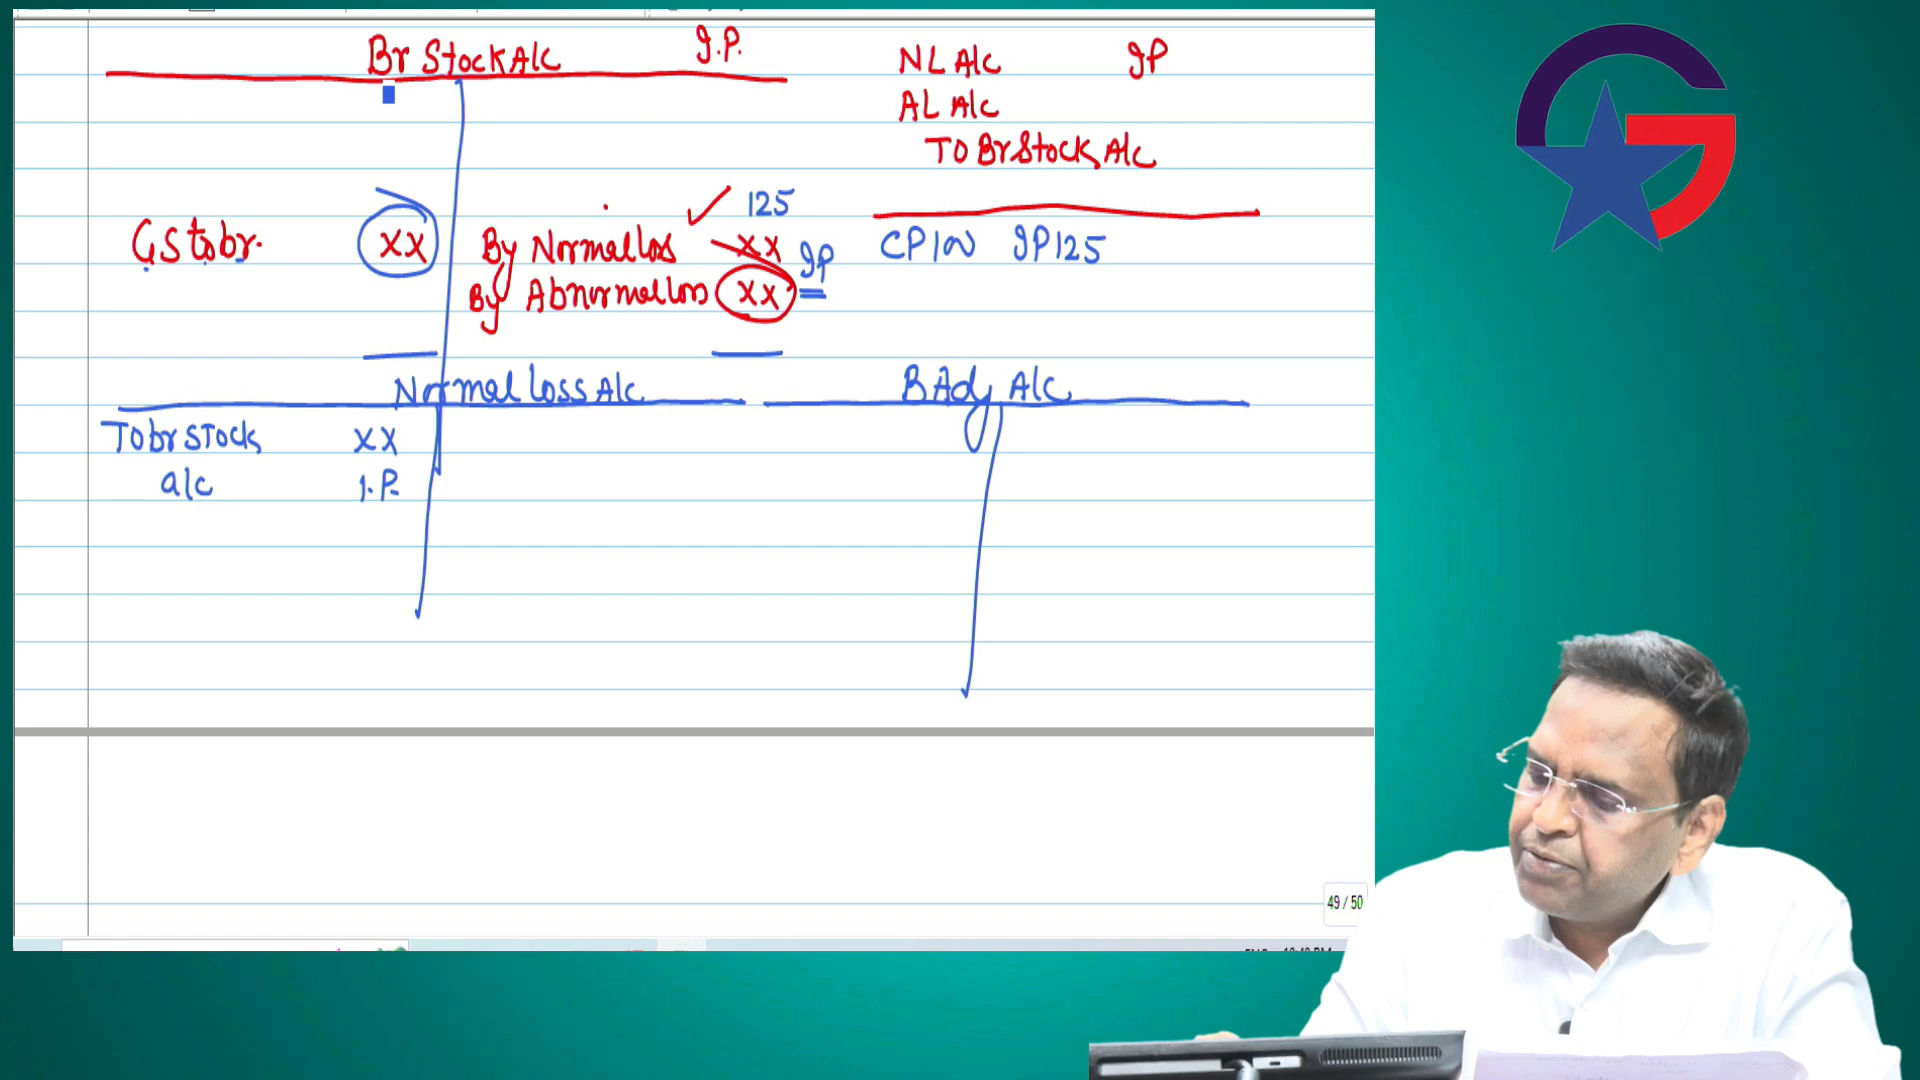 Br Stock A/c I.P.
NL A/c IP
AL A/c
To Br Stock A/c
125
GS to br. xx By Normal loss xx IP
By Abnormal loss xx
CP 100 IP 125
Normal loss A/c B Adj A/c
To br stock xx
a/c I.P.
49 / 50